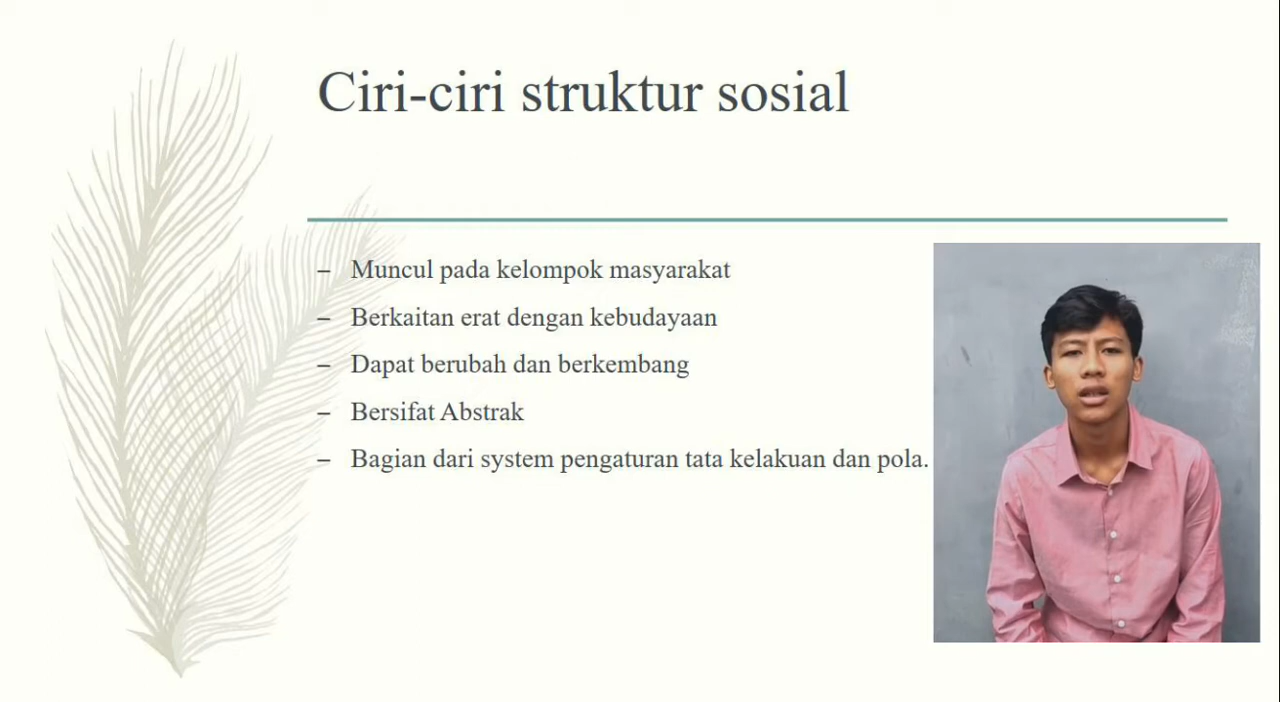 Ciri-ciri struktur sosial
– Muncul pada kelompok masyarakat
– Berkaitan erat dengan kebudayaan
– Dapat berubah dan berkembang
– Bersifat Abstrak
– Bagian dari system pengaturan tata kelakuan dan pola.